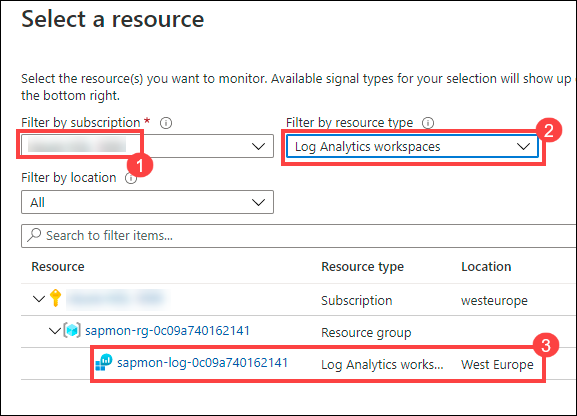 Select a resource
Select the resource(s) you want to monitor. Available signal types for your selection will show up
the bottom right.
Filter by subscription *
Filter by resource type
2
Log Analytics workspaces
1
Filter by location
All
Search to filter items...
Resource Resource type Location
Subscription westeurope
sapmon-rg-0c09a740162141 Resource group
3
sapmon-log-0c09a740162141 Log Analytics works... West Europe